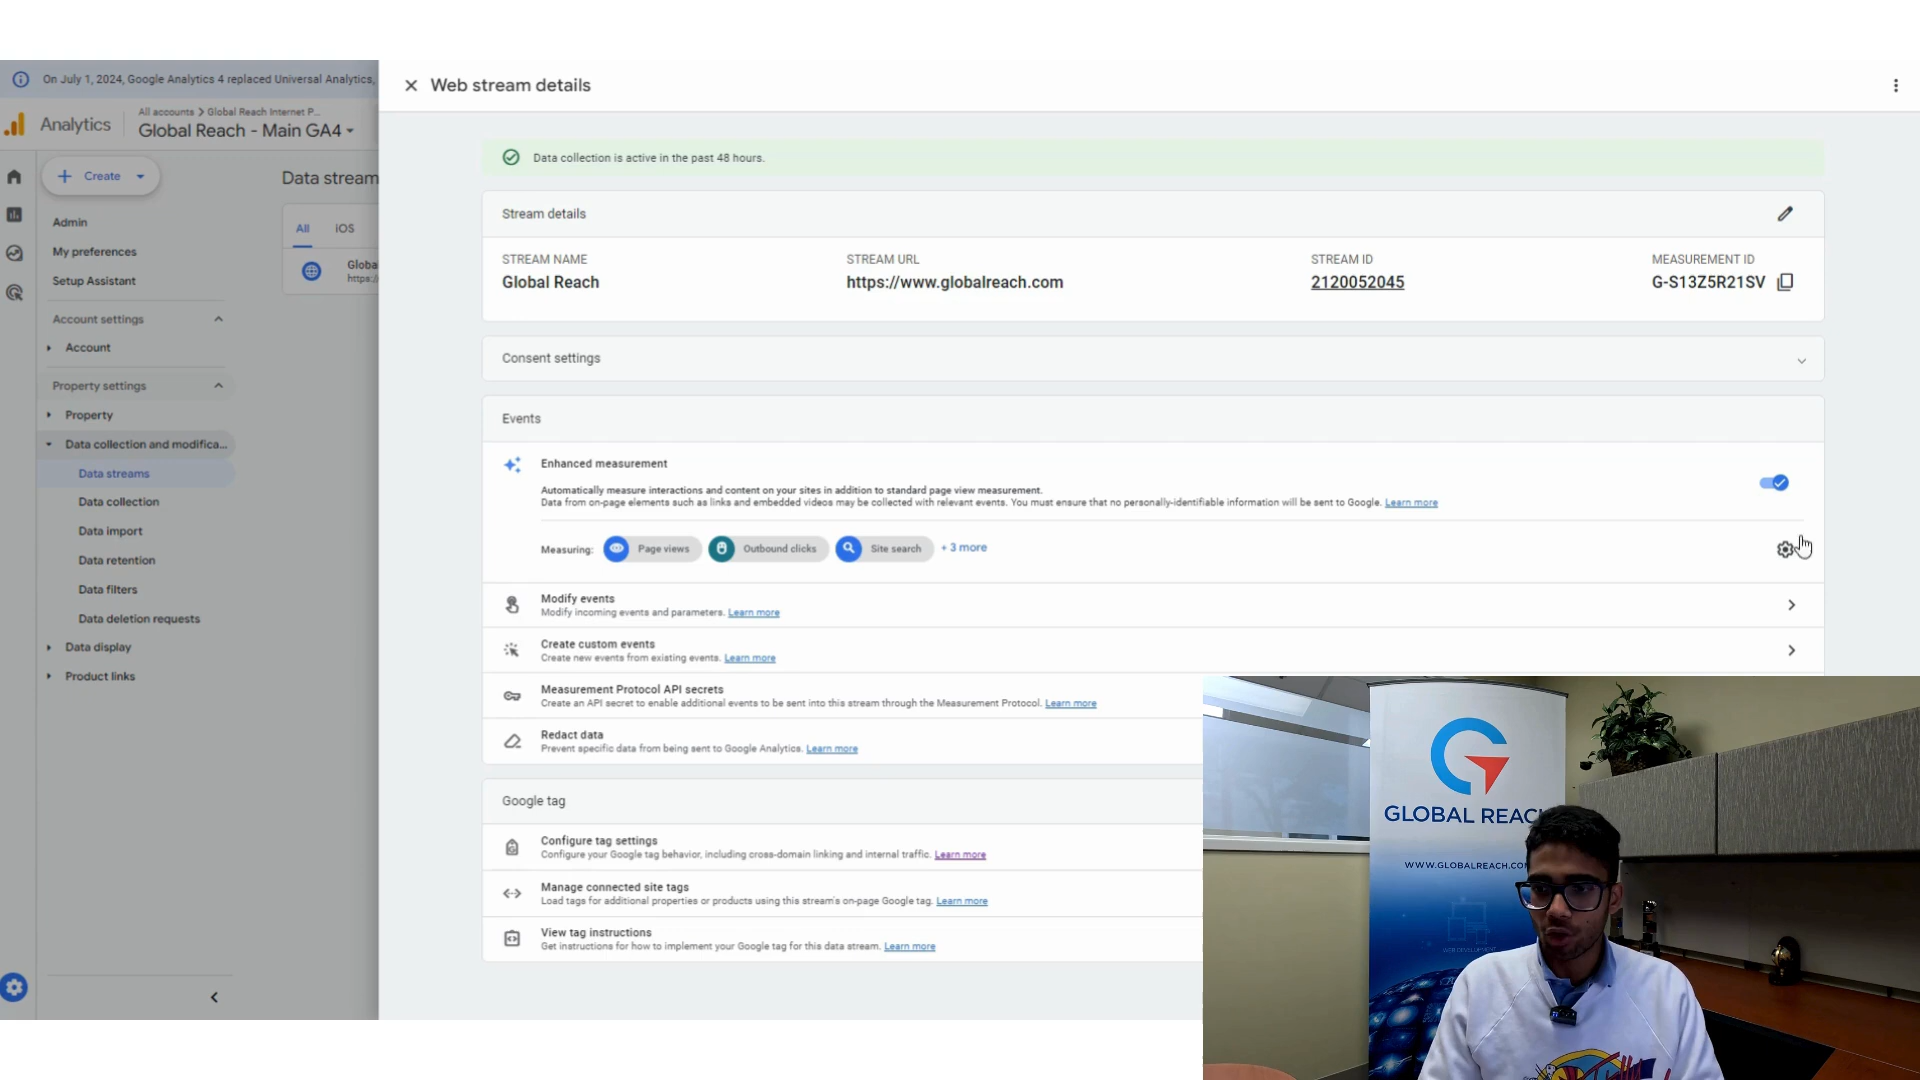 On July 1, 2024, Google Analytics 4 replaced Universal Analytics,
Analytics
All accounts > Global Reach Internet P...
Global Reach - Main GA4
Create
Admin
My preferences
Setup Assistant
Account settings
Account
Property settings
Property
Data collection and modifica...
Data streams
Data collection
Data import
Data retention
Data filters
Data deletion requests
Data display
Product links
Data stream
All iOS
Globa
https:/
Web stream details
Data collection is active in the past 48 hours.
Stream details
STREAM NAME STREAM URL STREAM ID MEASUREMENT ID
Global Reach https://www.globalreach.com 2120052045 G-S13Z5R21SV
Consent settings
Events
Enhanced measurement
Automatically measure interactions and content on your sites in addition to standard page view measurement.
Data from on-page elements such as links and embedded videos may be collected with relevant events. You must ensure that no personally-identifiable information will be sent to Google. Learn more
Measuring: Page views Outbound clicks Site search + 3 more
Modify events
Modify incoming events and parameters. Learn more
Create custom events
Create new events from existing events. Learn more
Measurement Protocol API secrets
Create an API secret to enable additional events to be sent into this stream through the Measurement Protocol. Learn more
Redact data
Prevent specific data from being sent to Google Analytics. Learn more
Google tag
Configure tag settings
Configure your Google tag behavior, including cross-domain linking and internal traffic. Learn more
Manage connected site tags
Load tags for additional properties or products using this stream's on-page Google tag. Learn more
View tag instructions
Get instructions for how to implement your Google tag for this data stream. Learn more
GLOBAL REAC
WWW.GLOBALREACH.COM
WEB DEVELOPMENT